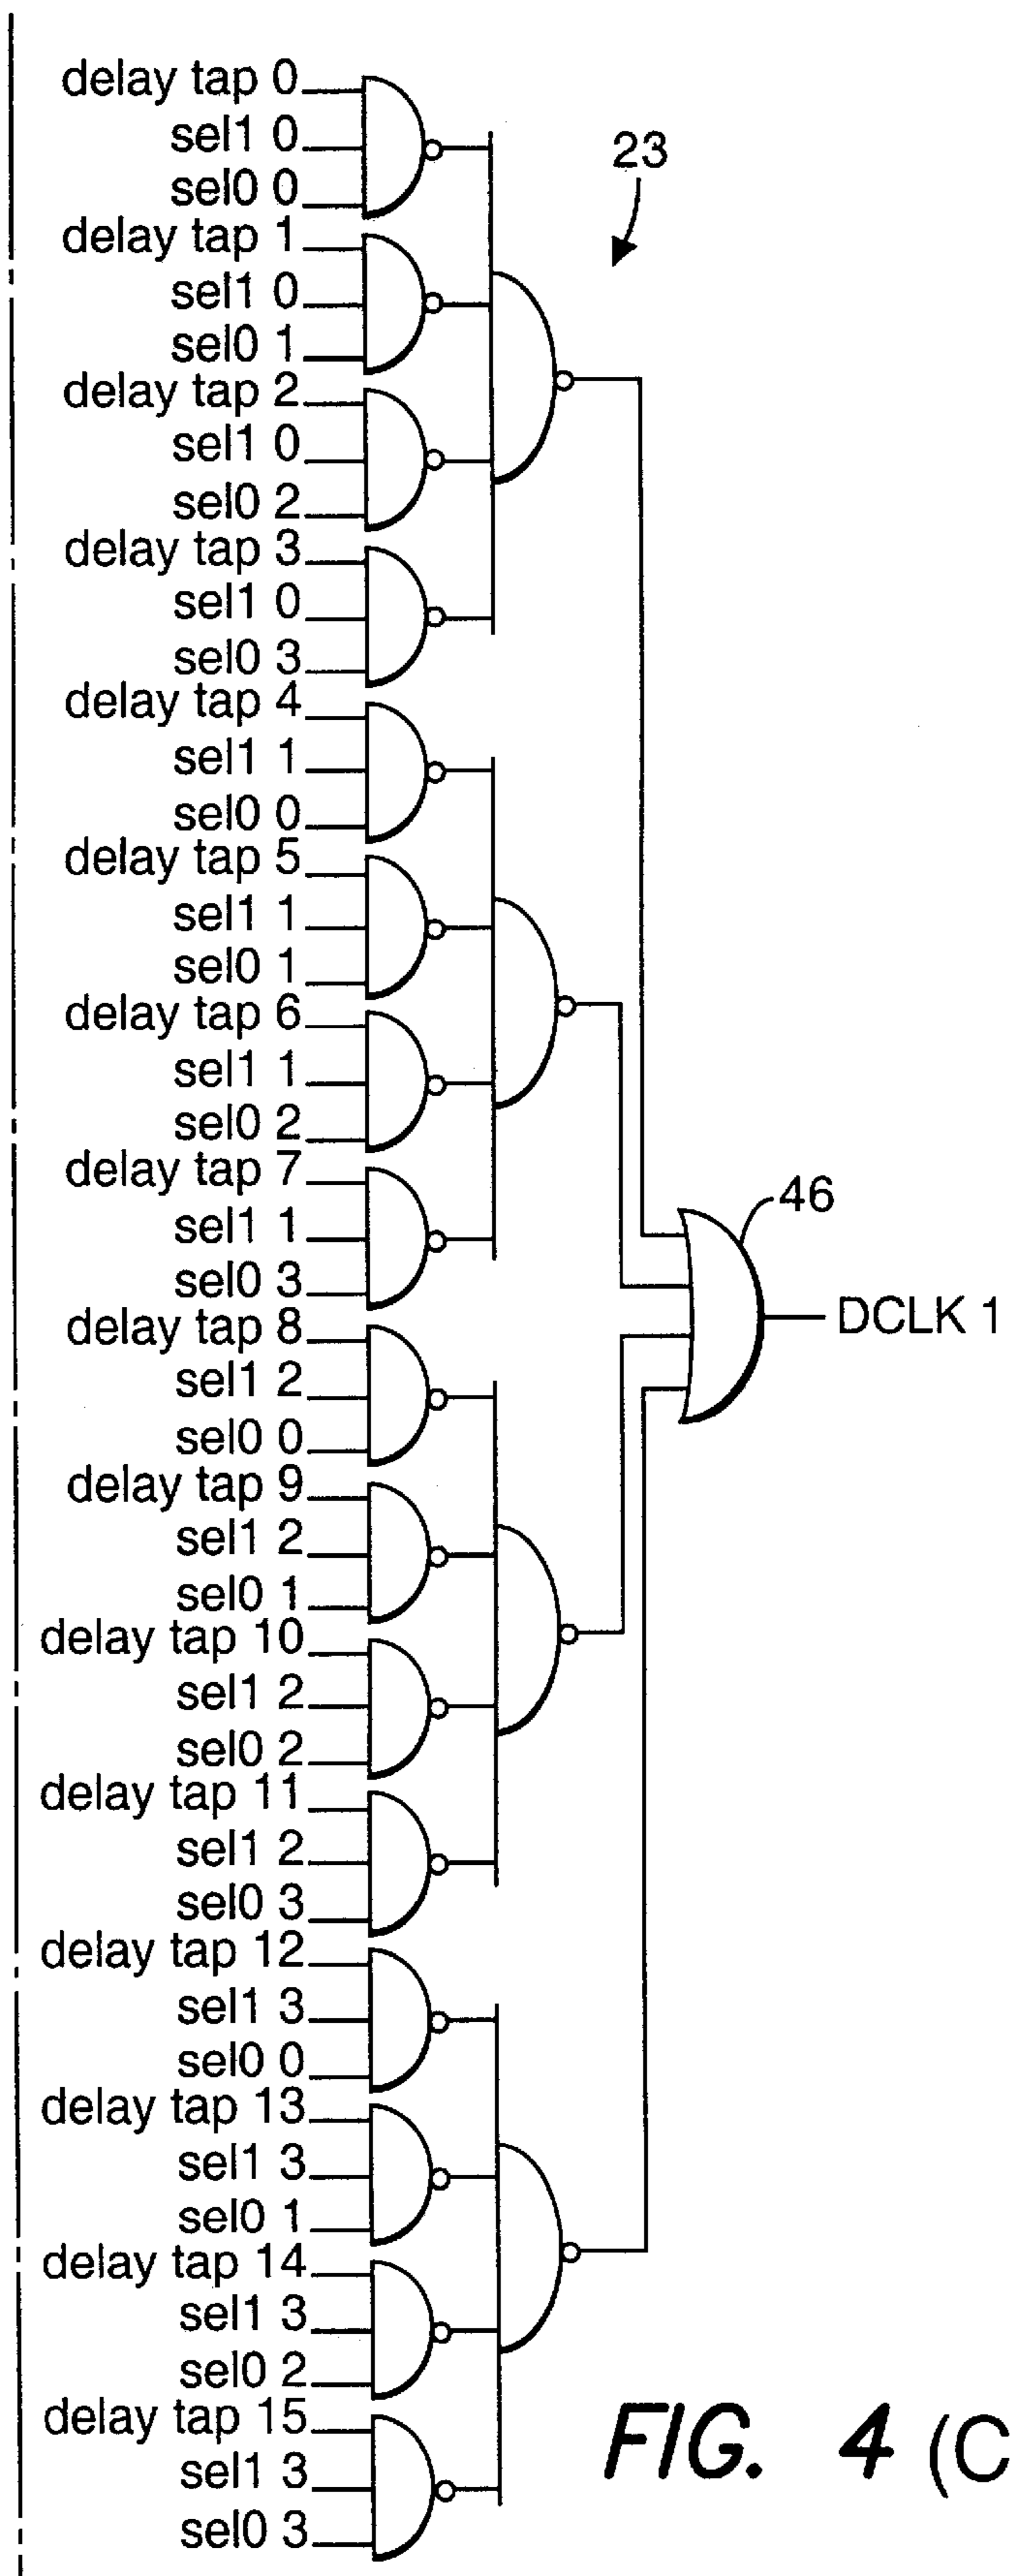 delay tap 0
sel1 0
sel0 0
delay tap 1
sel1 0
sel0 1
delay tap 2
sel1 0
sel0 2
delay tap 3
sel1 0
sel0 3
delay tap 4
sel1 1
sel0 0
delay tap 5
sel1 1
sel0 1
delay tap 6
sel1 1
sel0 2
delay tap 7
sel1 1
sel0 3
delay tap 8
sel1 2
sel0 0
delay tap 9
sel1 2
sel0 1
delay tap 10
sel1 2
sel0 2
delay tap 11
sel1 2
sel0 3
delay tap 12
sel1 3
sel0 0
delay tap 13
sel1 3
sel0 1
delay tap 14
sel1 3
sel0 2
delay tap 15
sel1 3
sel0 3
23
46
DCLK 1
FIG. 4 (C